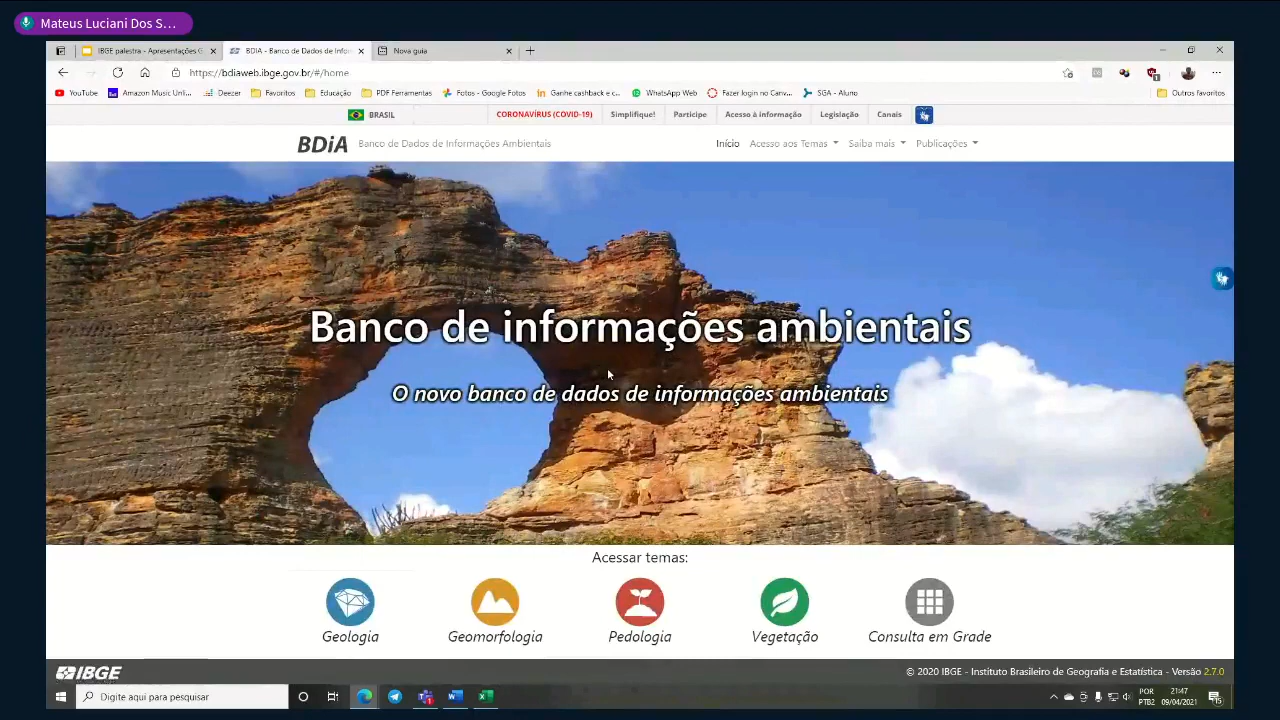 Mateus Luciani Dos S...
IBGE palestra - Apresentações G
BDiA - Banco de Dados de Infor
Nova guia
https://bdiaweb.ibge.gov.br/#/home
YouTube
Amazon Music Unli...
Deezer
Favoritos
Educação
PDF Ferramentas
Fotos - Google Fotos
Ganhe cashback e c...
WhatsApp Web
Fazer login no Canv...
SGA - Aluno
Outros favoritos
BRASIL
CORONAVÍRUS (COVID-19)
Simplifique!
Participe
Acesso à informação
Legislação
Canais
BDiA
Banco de Dados de Informações Ambientais
Início
Acesso aos Temas
Saiba mais
Publicações
Banco de informações ambientais
O novo banco de dados de informações ambientais
Acessar temas:
Geologia
Geomorfologia
Pedologia
Vegetação
Consulta em Grade
IBGE
© 2020 IBGE - Instituto Brasileiro de Geografia e Estatística - Versão 2.7.0
Digite aqui para pesquisar
POR
PTB2
21:47
09/04/2021